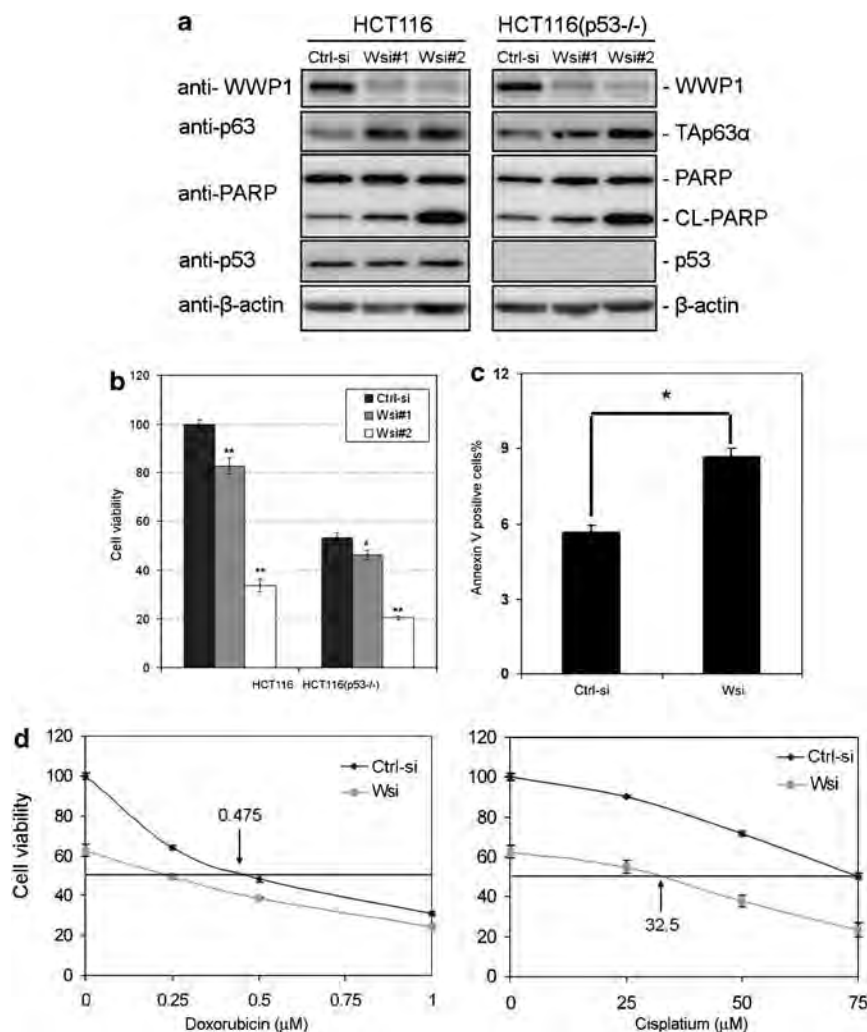 a
HCT116 HCT116(p53-/-)
Ctrl-si Wsi#1 Wsi#2 Ctrl-si Wsi#1 Wsi#2
anti- WWP1 - WWP1
anti-p63 - TAp63α
anti-PARP - PARP
- CL-PARP
anti-p53 - p53
anti-β-actin - β-actin
b
Cell viability
120
100
80
60
40
20
0
Ctrl-si
Wsi#1
Wsi#2
**
**
**
HCT116 HCT116(p53-/-)
c
Annexin V positive cells%
12
9
6
3
0
*
Ctrl-si Wsi
d
Cell viability
120
100
80
60
40
20
0
Ctrl-si
Wsi
0.475
0 0.25 0.5 0.75 1
Doxorubicin (μM)
120
100
80
60
40
20
0
Ctrl-si
Wsi
32.5
0 25 50 75
Cisplatium (μM)